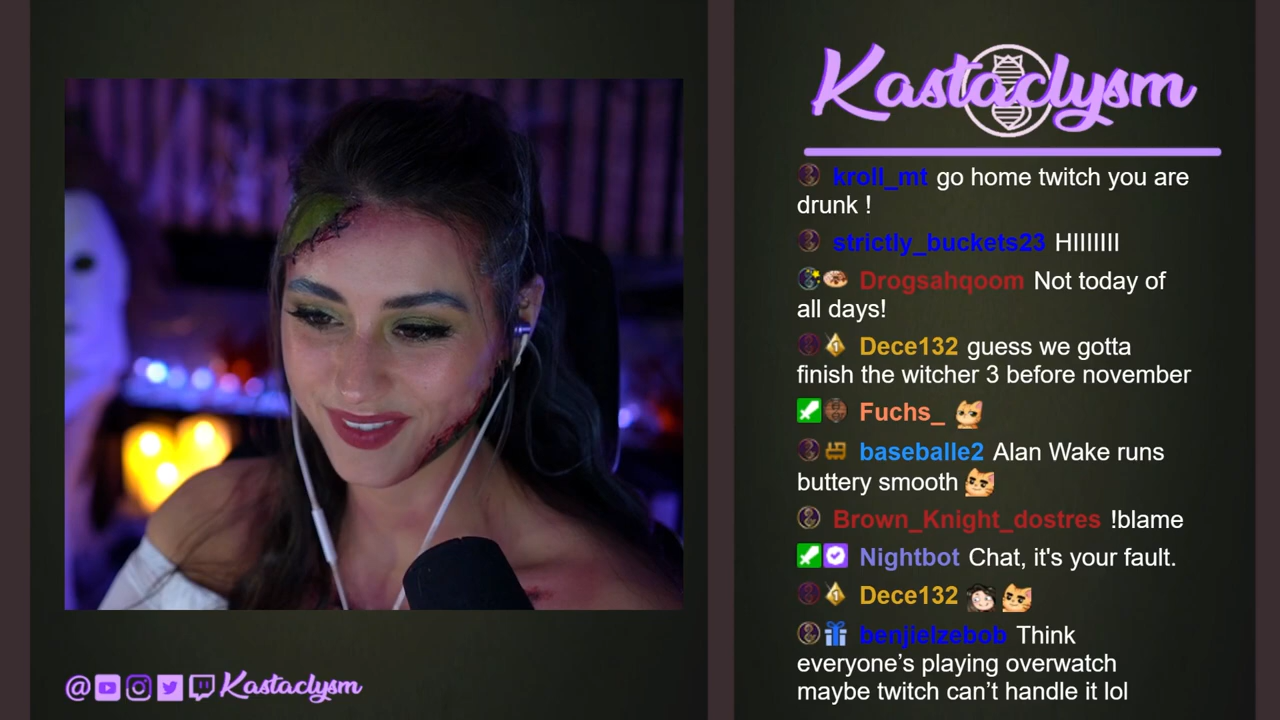 Kastaclysm
kroll_mt go home twitch you are
drunk !
strictly_buckets23 HIIIIIII
Drogsahqoom Not today of
all days!
Dece132 guess we gotta
finish the witcher 3 before november
Fuchs_
baseballe2 Alan Wake runs
buttery smooth
Brown_Knight_dostres !blame
Nightbot Chat, it's your fault.
1 Dece132
benjielzebob Think
everyone’s playing overwatch
maybe twitch can’t handle it lol
@ Kastaclysm